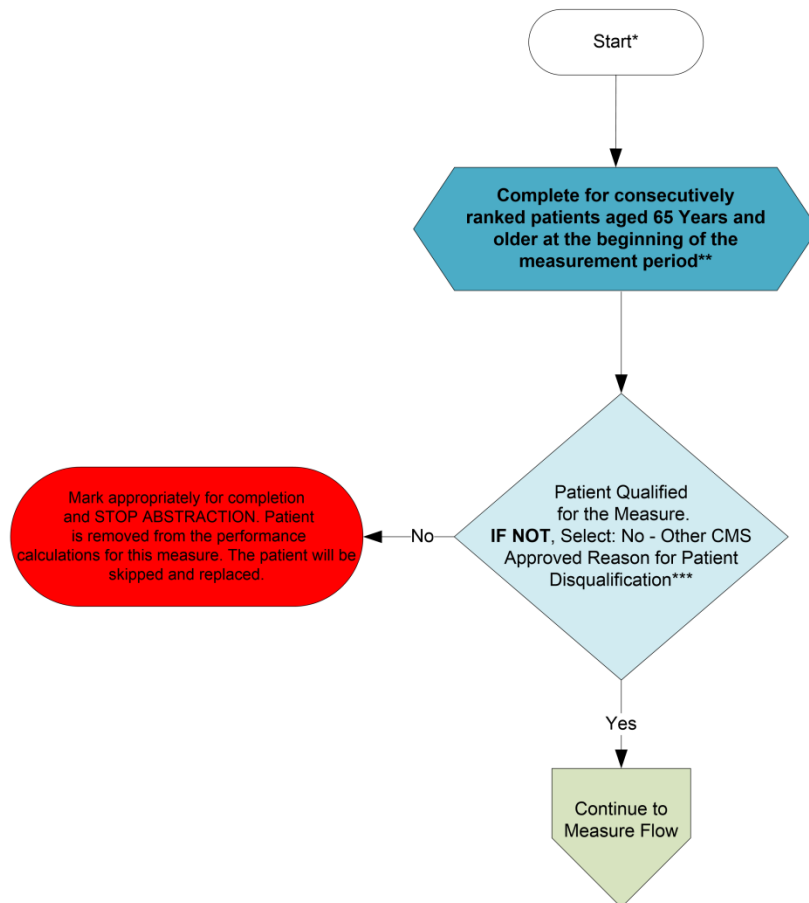 Start*
Complete for consecutively
ranked patients aged 65 Years and
older at the beginning of the
measurement period**
Patient Qualified
for the Measure.
IF NOT, Select: No - Other CMS
Approved Reason for Patient
Disqualification***
No
Mark appropriately for completion
and STOP ABSTRACTION. Patient
is removed from the performance
calculations for this measure. The patient will be
skipped and replaced.
Yes
Continue to
Measure Flow